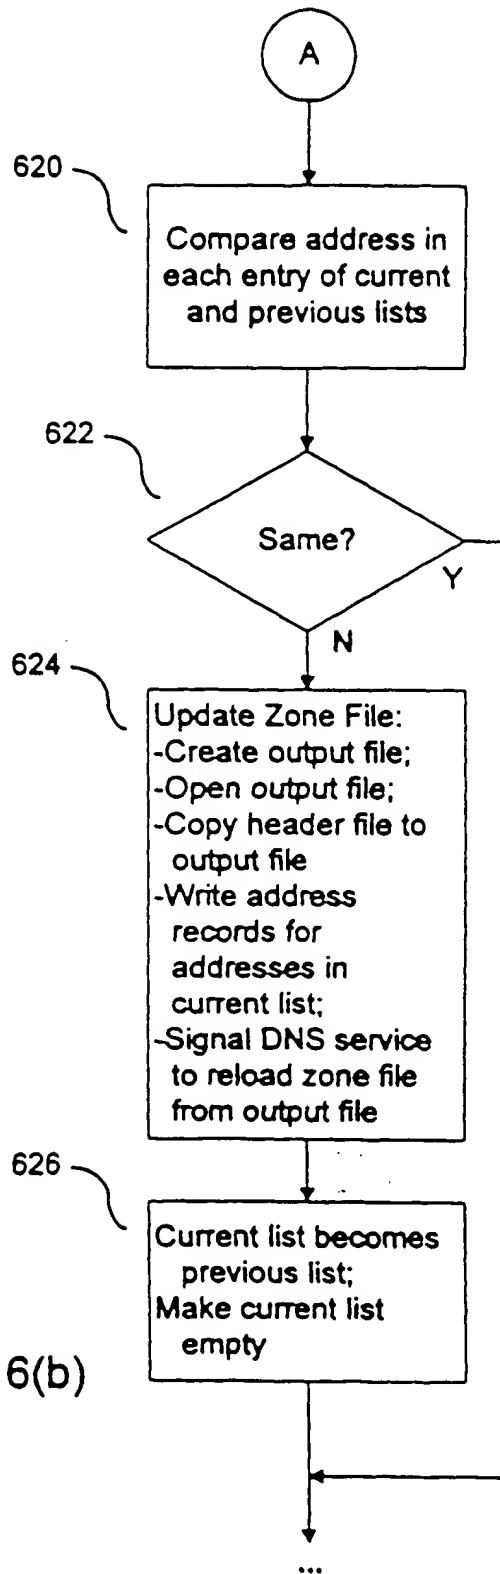 A
620
Compare address in
each entry of current
and previous lists
622
Same?
Y
N
624
Update Zone File:
-Create output file;
-Open output file;
-Copy header file to
output file
-Write address
records for
addresses in
current list;
-Signal DNS service
to reload zone file
from output file
626
Current list becomes
previous list;
Make current list
empty
6(b)
...